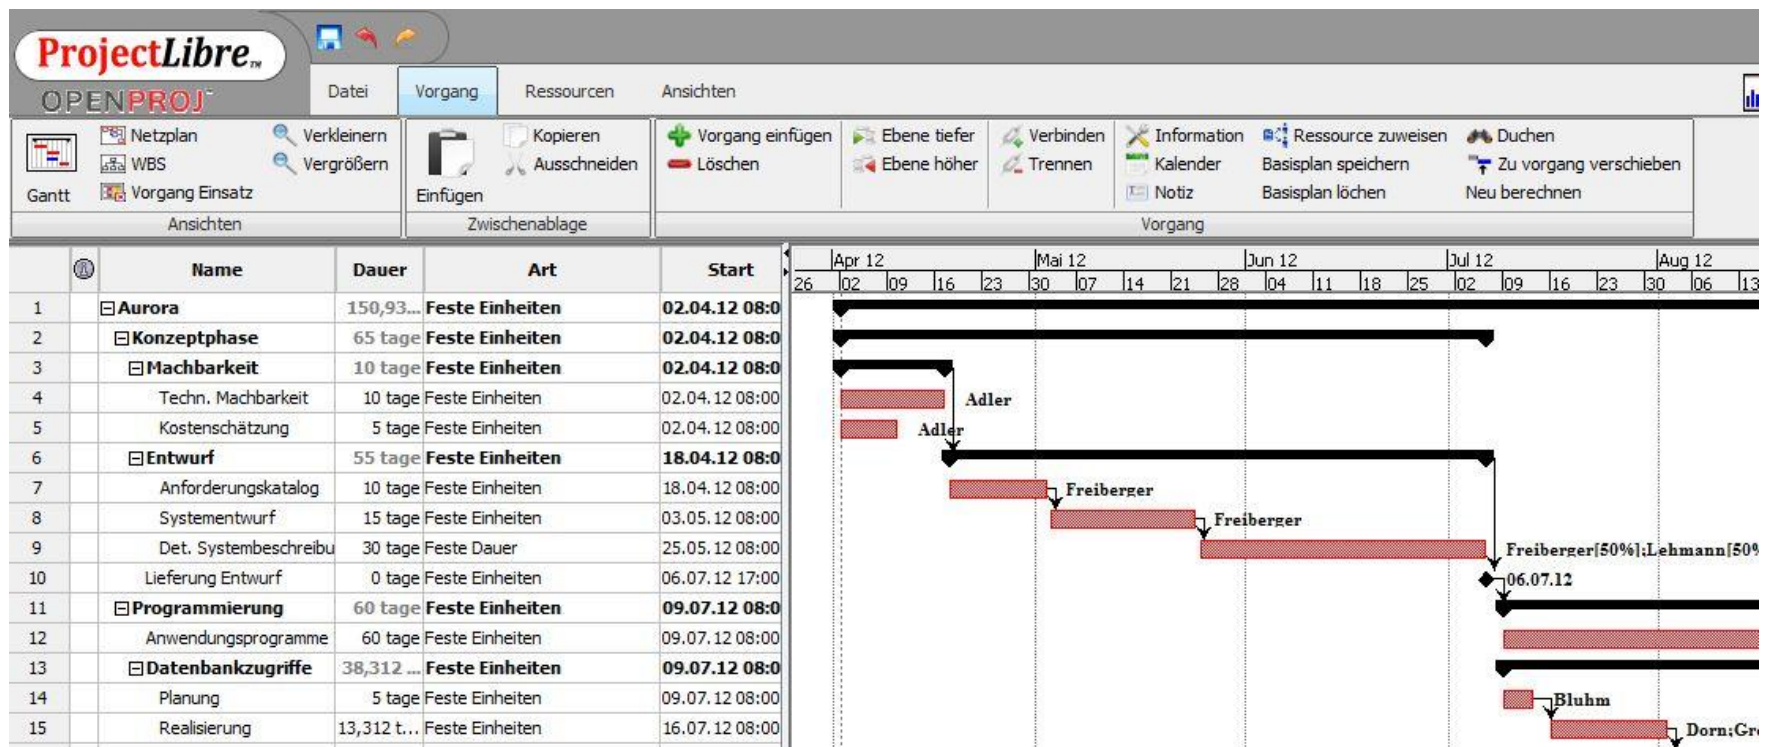 ProjectLibre™
OPENPROJ
Datei Vorgang Ressourcen Ansichten
Netzplan Verkleinern Kopieren Vorgang einfügen Ebene tiefer Verbinden Information Ressource zuweisen Duchen
WBS Vergrößern Ausschneiden Löschen Ebene höher Trennen Kalender Basisplan speichern Zu vorgang verschieben
Gantt Vorgang Einsatz Einfügen Notiz Basisplan löchen Neu berechnen
Ansichten Zwischenablage Vorgang
Name Dauer Art Start
Apr 12 Mai 12 Jun 12 Jul 12 Aug 12
26 02 09 16 23 30 07 14 21 28 04 11 18 25 02 09 16 23 30 06 13
1 Aurora 150,93... Feste Einheiten 02.04.12 08:0
2 Konzeptphase 65 tage Feste Einheiten 02.04.12 08:0
3 Machbarkeit 10 tage Feste Einheiten 02.04.12 08:0
4 Techn. Machbarkeit 10 tage Feste Einheiten 02.04.12 08:00 Adler
5 Kostenschätzung 5 tage Feste Einheiten 02.04.12 08:00 Adler
6 Entwurf 55 tage Feste Einheiten 18.04.12 08:0
7 Anforderungskatalog 10 tage Feste Einheiten 18.04.12 08:00 Freiberger
8 Systementwurf 15 tage Feste Einheiten 03.05.12 08:00 Freiberger
9 Det. Systembeschreibu 30 tage Feste Dauer 25.05.12 08:00 Freiberger[50%];Lehmann[50%
10 Lieferung Entwurf 0 tage Feste Einheiten 06.07.12 17:00 06.07.12
11 Programmierung 60 tage Feste Einheiten 09.07.12 08:0
12 Anwendungsprogramme 60 tage Feste Einheiten 09.07.12 08:00
13 Datenbankzugriffe 38,312 ... Feste Einheiten 09.07.12 08:0
14 Planung 5 tage Feste Einheiten 09.07.12 08:00 Bluhm
15 Realisierung 13,312 t... Feste Einheiten 16.07.12 08:00 Dorn;Gr